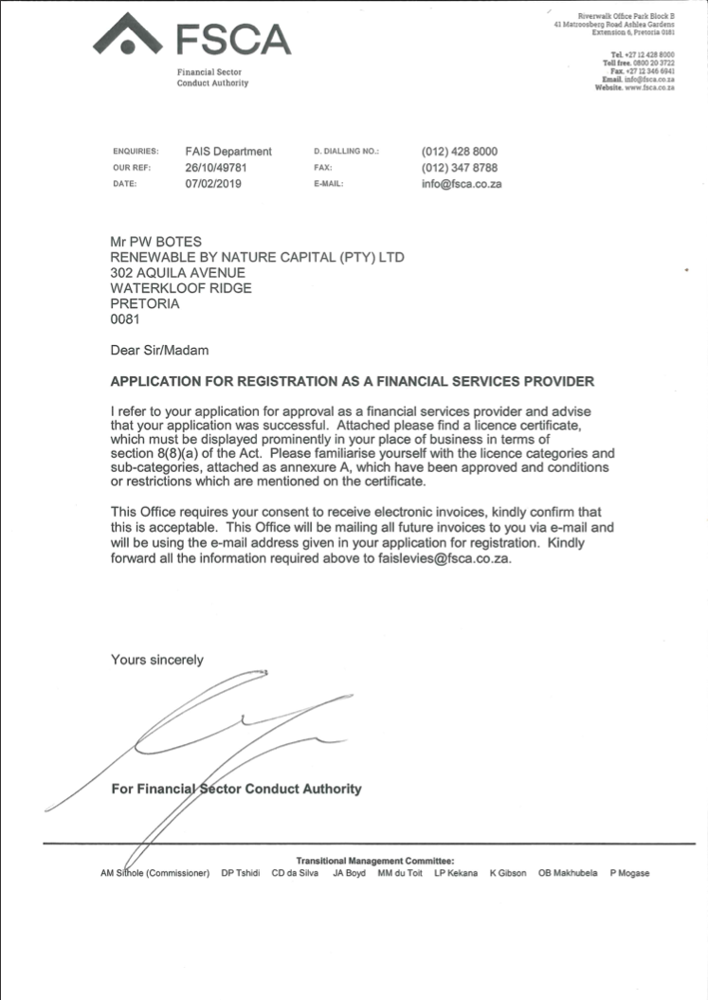 FSCA
Financial Sector
Conduct Authority
Riverwalk Office Park Block B
41 Matroosberg Road Ashlea Gardens
Extension 6, Pretoria 0181
Tel. +27 12 428 8000
Toll free. 0800 20 3722
Fax. +27 12 346 6941
Email. info@fsca.co.za
Website. www.fsca.co.za
ENQUIRIES: FAIS Department D. DIALLING NO.: (012) 428 8000
OUR REF: 26/10/49781 FAX: (012) 347 8788
DATE: 07/02/2019 E-MAIL: info@fsca.co.za
Mr PW BOTES
RENEWABLE BY NATURE CAPITAL (PTY) LTD
302 AQUILA AVENUE
WATERKLOOF RIDGE
PRETORIA
0081
Dear Sir/Madam
APPLICATION FOR REGISTRATION AS A FINANCIAL SERVICES PROVIDER
I refer to your application for approval as a financial services provider and advise
that your application was successful. Attached please find a licence certificate,
which must be displayed prominently in your place of business in terms of
section 8(8)(a) of the Act. Please familiarise yourself with the licence categories and
sub-categories, attached as annexure A, which have been approved and conditions
or restrictions which are mentioned on the certificate.
This Office requires your consent to receive electronic invoices, kindly confirm that
this is acceptable. This Office will be mailing all future invoices to you via e-mail and
will be using the e-mail address given in your application for registration. Kindly
forward all the information required above to faislevies@fsca.co.za.
Yours sincerely
For Financial Sector Conduct Authority
Transitional Management Committee:
AM Sithole (Commissioner) DP Tshidi CD da Silva JA Boyd MM du Toit LP Kekana K Gibson OB Makhubela P Mogase